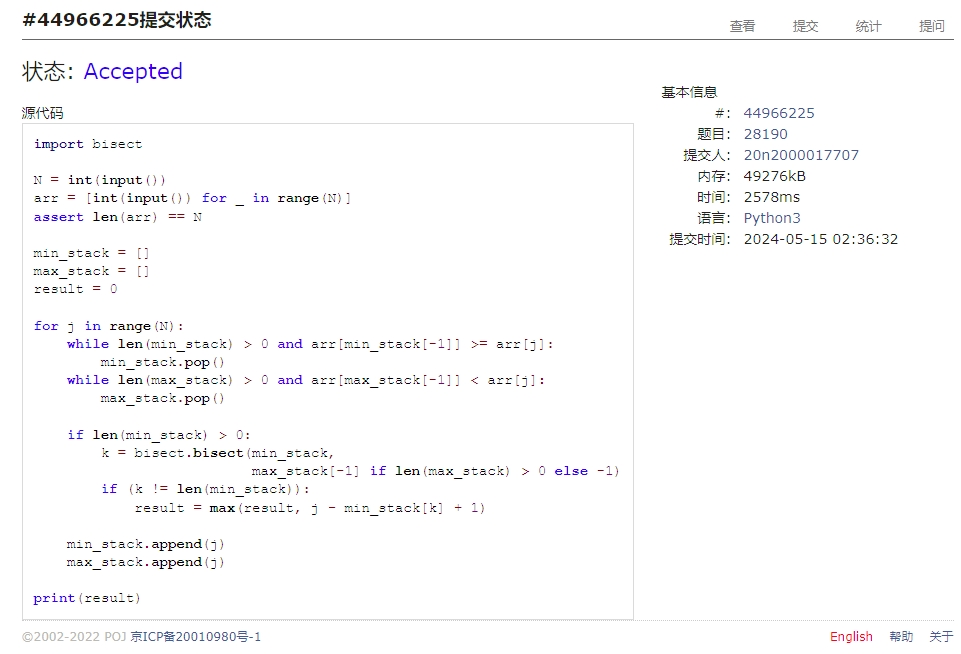 #44966225提交状态
查看 提交 统计 提问
状态: Accepted
源代码
import bisect

N = int(input())
arr = [int(input()) for _ in range(N)]
assert len(arr) == N

min_stack = []
max_stack = []
result = 0

for j in range(N):
    while len(min_stack) > 0 and arr[min_stack[-1]] >= arr[j]:
        min_stack.pop()
    while len(max_stack) > 0 and arr[max_stack[-1]] < arr[j]:
        max_stack.pop()

    if len(min_stack) > 0:
        k = bisect.bisect(min_stack,
                          max_stack[-1] if len(max_stack) > 0 else -1)
        if (k != len(min_stack)):
            result = max(result, j - min_stack[k] + 1)

    min_stack.append(j)
    max_stack.append(j)

print(result)
基本信息
#: 44966225
题目: 28190
提交人: 20n2000017707
内存: 49276kB
时间: 2578ms
语言: Python3
提交时间: 2024-05-15 02:36:32
©2002-2022 POJ 京ICP备20010980号-1
English 帮助 关于